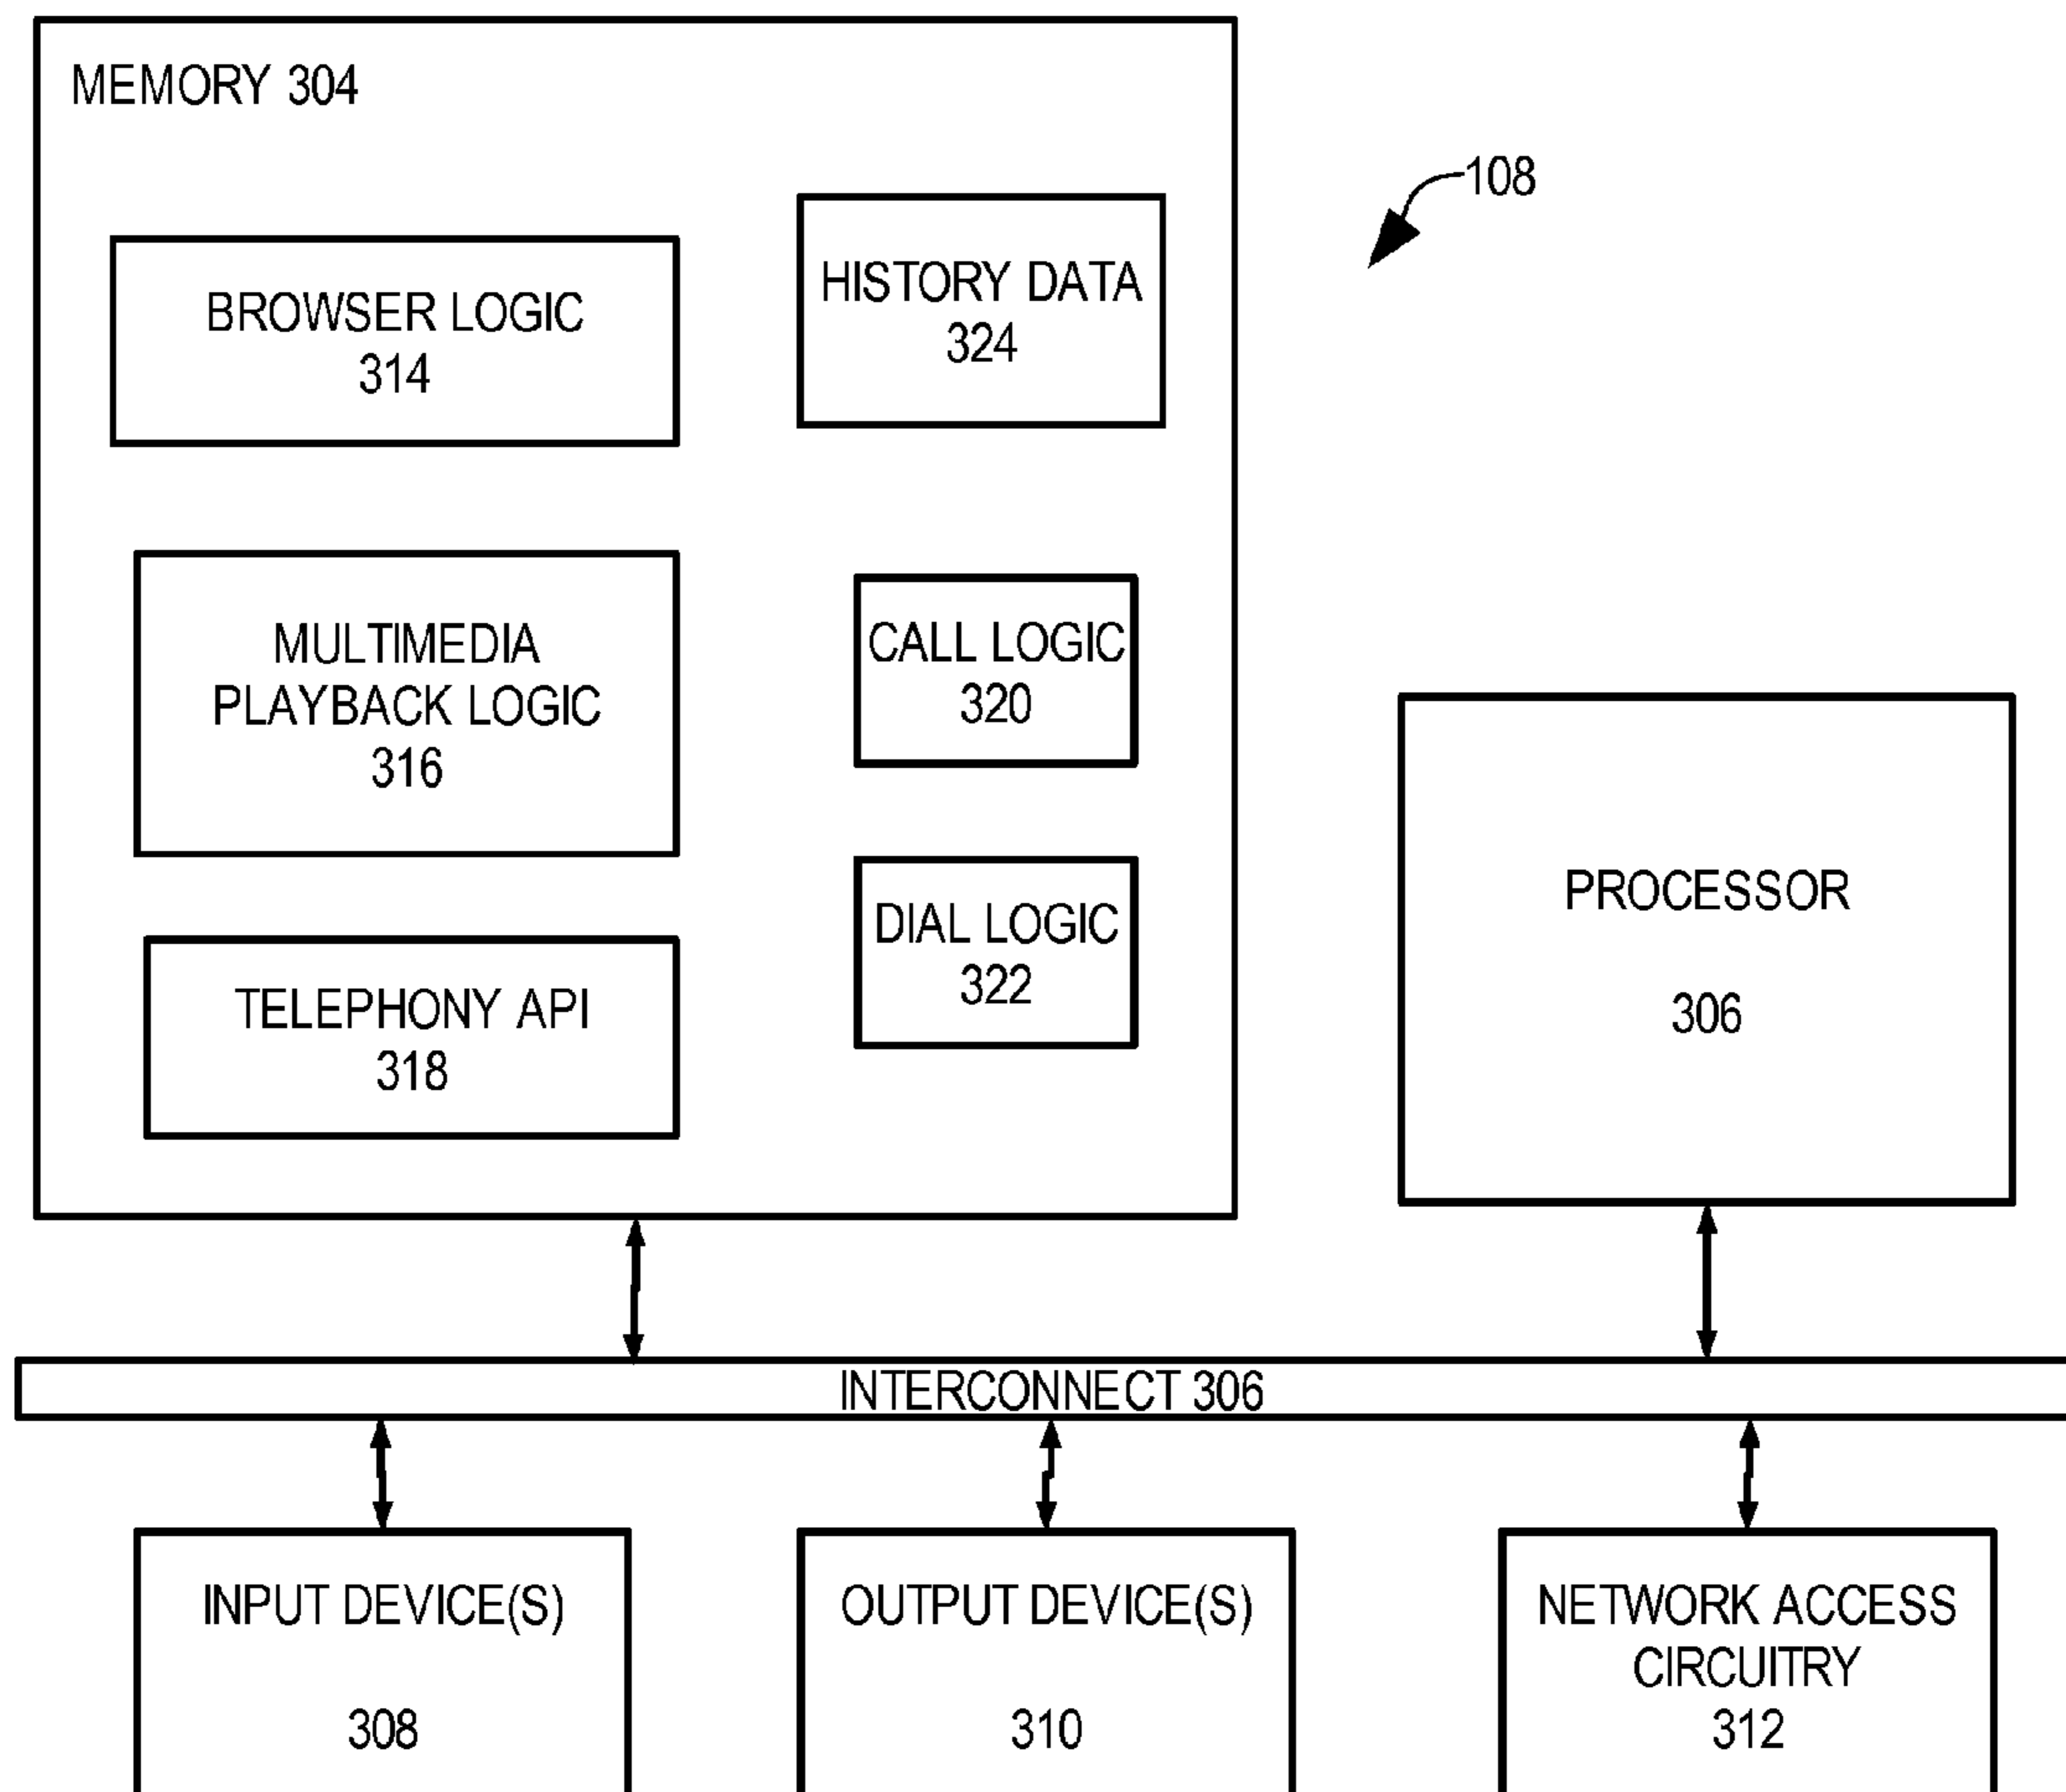 MEMORY 304
108
BROWSER LOGIC
314
HISTORY DATA
324
MULTIMEDIA
PLAYBACK LOGIC
316
CALL LOGIC
320
TELEPHONY API
318
DIAL LOGIC
322
PROCESSOR
306
INTERCONNECT 306
INPUT DEVICE(S)
308
OUTPUT DEVICE(S)
310
NETWORK ACCESS
CIRCUITRY
312